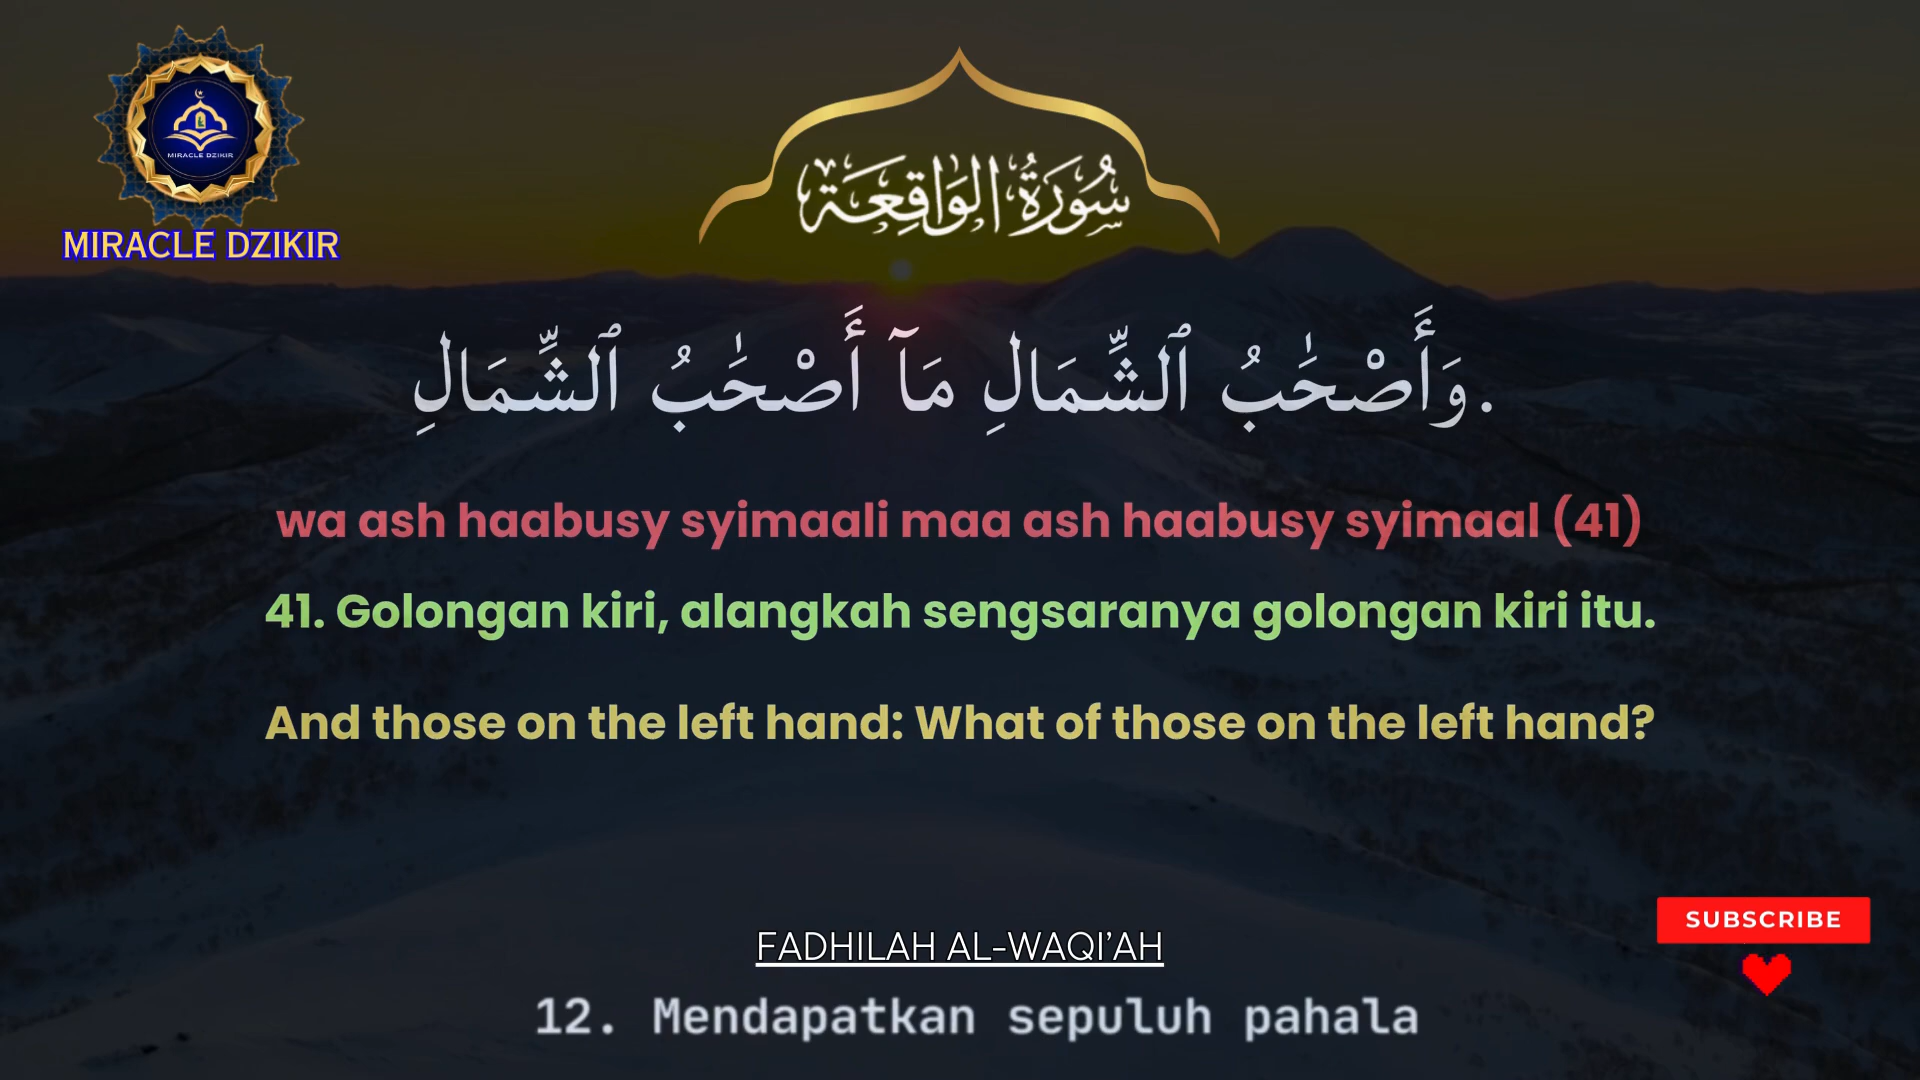 MIRACLE DZIKIR
MIRACLE DZIKIR
سُورَةُ الوَاقِعَة
وَأَصْحَٰبُ ٱلشِّمَالِ مَآ أَصْحَٰبُ ٱلشِّمَالِ.
wa ash haabusy syimaali maa ash haabusy syimaal (41)
41. Golongan kiri, alangkah sengsaranya golongan kiri itu.
And those on the left hand: What of those on the left hand?
SUBSCRIBE
FADHILAH AL-WAQI’AH
12. Mendapatkan sepuluh pahala